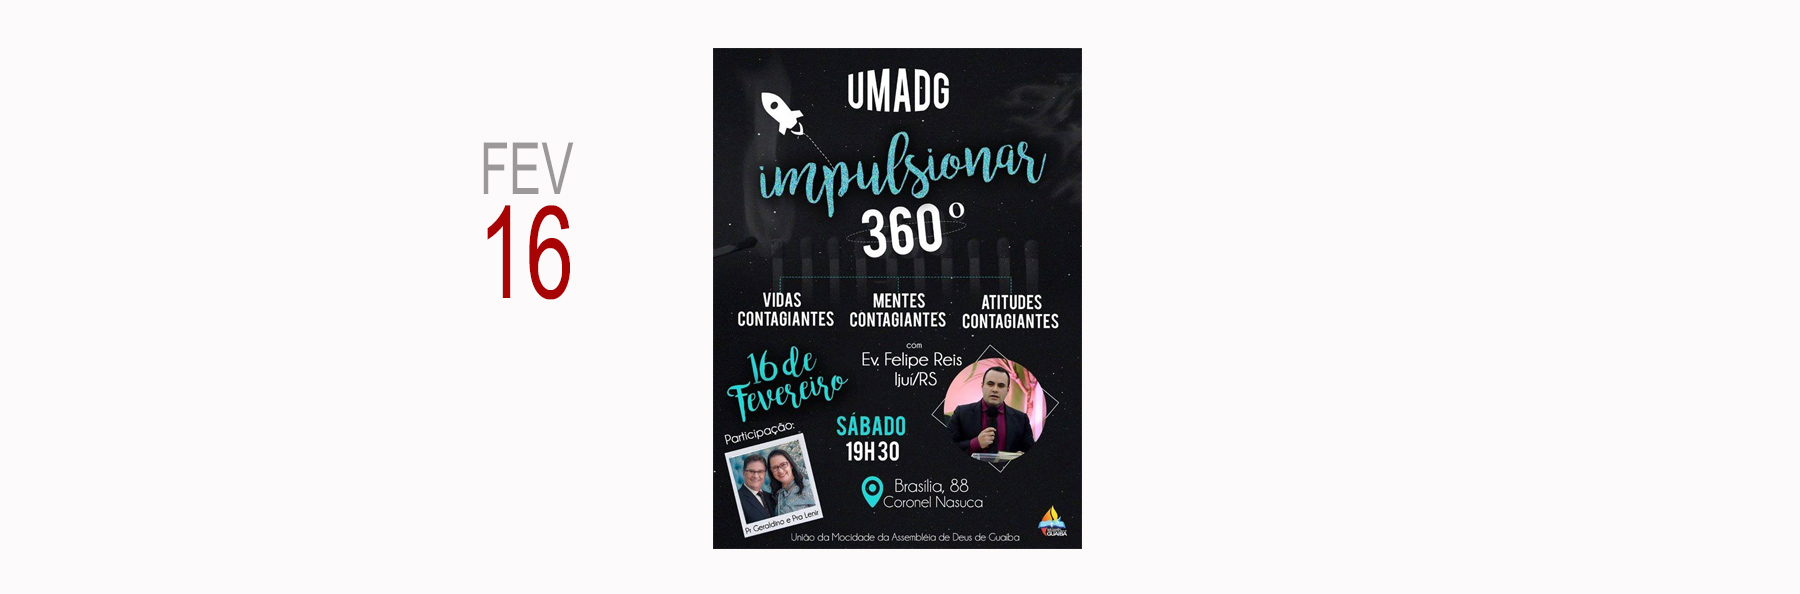 FEV
16
UMADG
impulsionar
360º
VIDAS
CONTAGIANTES
MENTES
CONTAGIANTES
ATITUDES
CONTAGIANTES
com
Ev. Felipe Reis
Ijuí/RS
16 de
Fevereiro
SÁBADO
19H30
Participação:
Pr Geraldino e Pra Lenir
Brasília, 88
Coronel Nasuca
União da Mocidade da Assembléia de Deus de Guaíba
GUAÍBA